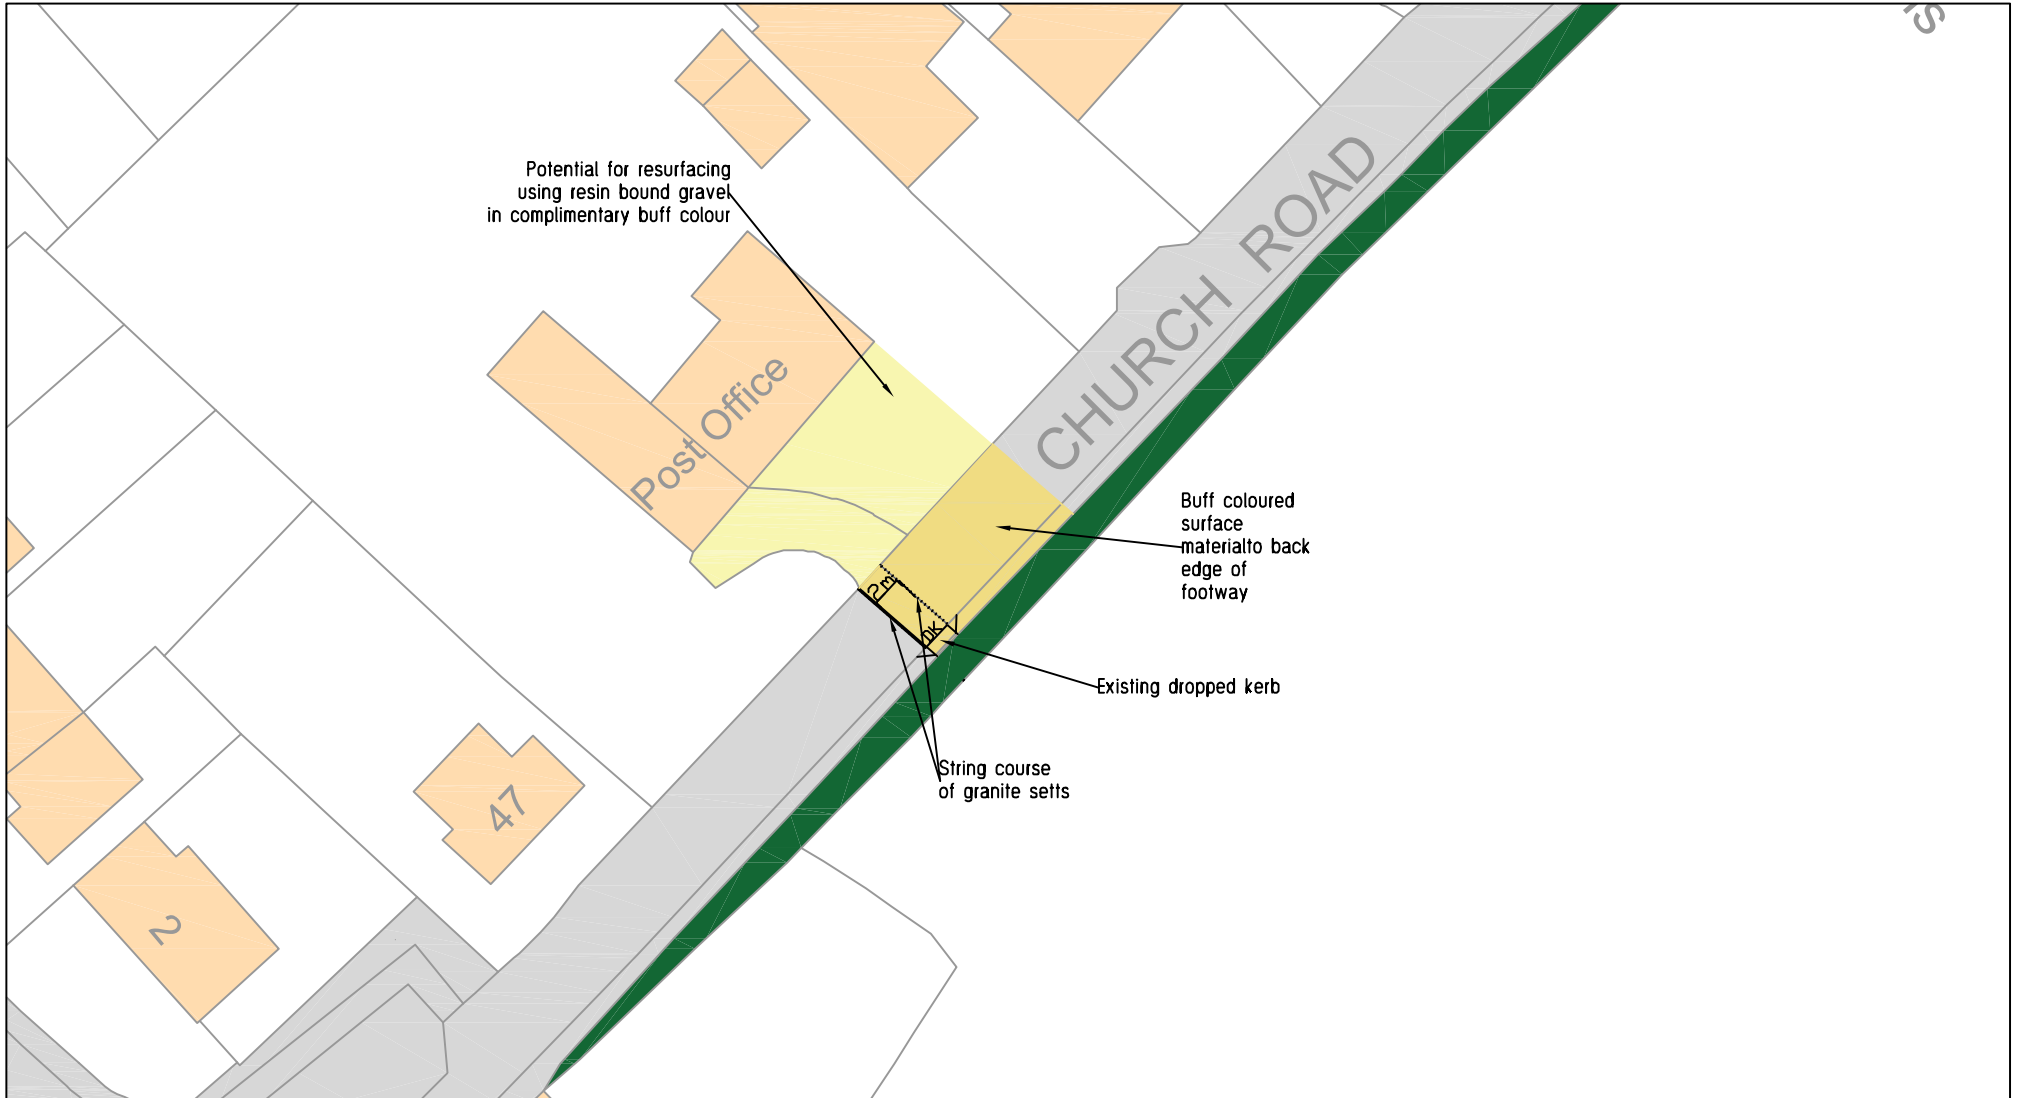 Potential for resurfacing
using resin bound gravel
in complimentary buff colour
CHURCH ROAD
Post Office
Buff coloured
surface
materialto back
edge of
footway
2m
DK
Existing dropped kerb
String course
of granite setts
47
2